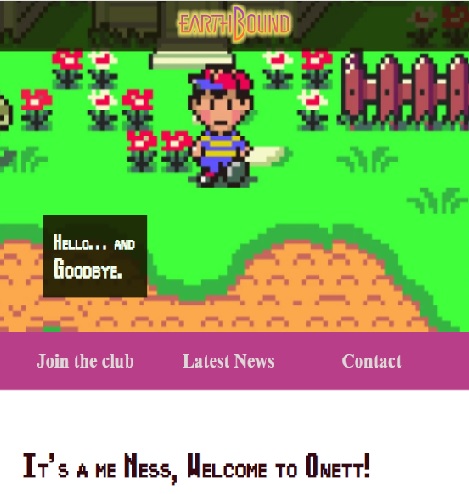 EARTHBOUND
Hello... and
Goodbye.
Join the club Latest News Contact
It's a me Ness, Welcome to Onett!